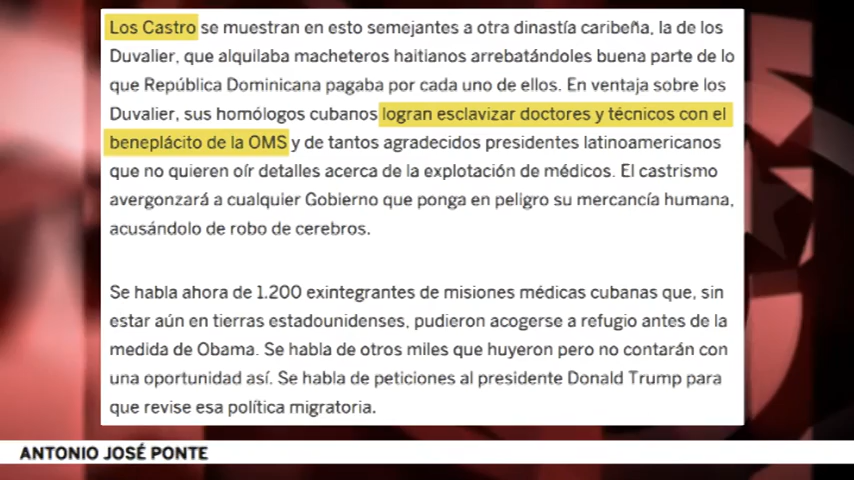 Los Castro se muestran en esto semejantes a otra dinastía caribeña, la de los
Duvalier, que alquilaba macheteros haitianos arrebatándoles buena parte de lo
que República Dominicana pagaba por cada uno de ellos. En ventaja sobre los
Duvalier, sus homólogos cubanos logran esclavizar doctores y técnicos con el
beneplácito de la OMS y de tantos agradecidos presidentes latinoamericanos
que no quieren oír detalles acerca de la explotación de médicos. El castrismo
avergonzará a cualquier Gobierno que ponga en peligro su mercancía humana,
acusándolo de robo de cerebros.
Se habla ahora de 1.200 exintegrantes de misiones médicas cubanas que, sin
estar aún en tierras estadounidenses, pudieron acogerse a refugio antes de la
medida de Obama. Se habla de otros miles que huyeron pero no contarán con
una oportunidad así. Se habla de peticiones al presidente Donald Trump para
que revise esa política migratoria.
ANTONIO JOSÉ PONTE